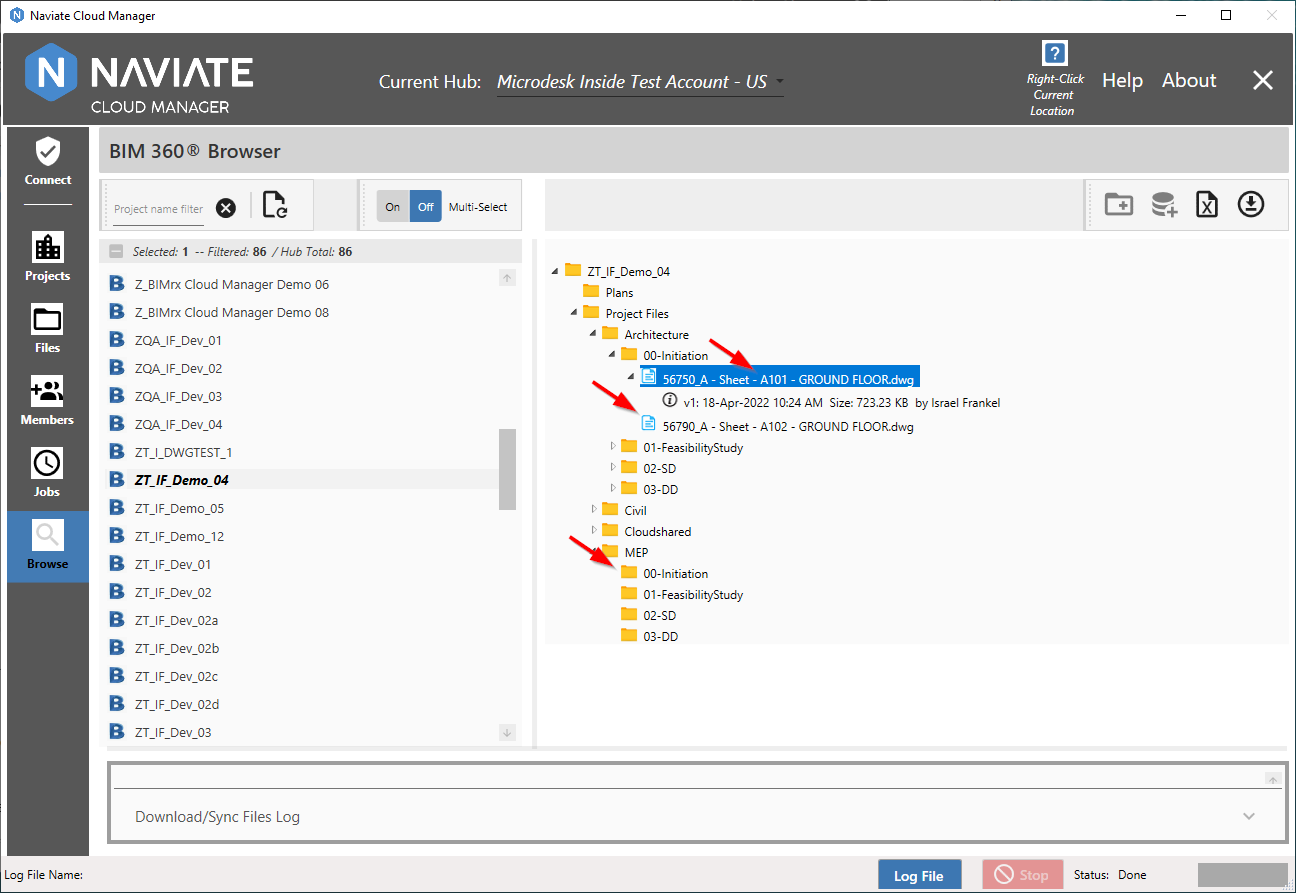 Naviate Cloud Manager
NAVIATE
CLOUD MANAGER
Current Hub: Microdesk Inside Test Account - US
Right-Click
Current
Location
Help
About
BIM 360® Browser
Connect
Projects
Files
Members
Jobs
Browse
Project name filter
On
Off
Multi-Select
Selected: 1 -- Filtered: 86 / Hub Total: 86
Z_BIMrx Cloud Manager Demo 06
Z_BIMrx Cloud Manager Demo 08
ZQA_IF_Dev_01
ZQA_IF_Dev_02
ZQA_IF_Dev_03
ZQA_IF_Dev_04
ZT_I_DWGTEST_1
ZT_IF_Demo_04
ZT_IF_Demo_05
ZT_IF_Demo_12
ZT_IF_Dev_01
ZT_IF_Dev_02
ZT_IF_Dev_02a
ZT_IF_Dev_02b
ZT_IF_Dev_02c
ZT_IF_Dev_02d
ZT_IF_Dev_03
ZT_IF_Demo_04
Plans
Project Files
Architecture
00-Initiation
56750_A - Sheet - A101 - GROUND FLOOR.dwg
v1: 18-Apr-2022 10:24 AM Size: 723.23 KB by Israel Frankel
56790_A - Sheet - A102 - GROUND FLOOR.dwg
01-FeasibilityStudy
02-SD
03-DD
Civil
Cloudshared
MEP
00-Initiation
01-FeasibilityStudy
02-SD
03-DD
Download/Sync Files Log
Log File Name:
Log File
Stop
Status: Done